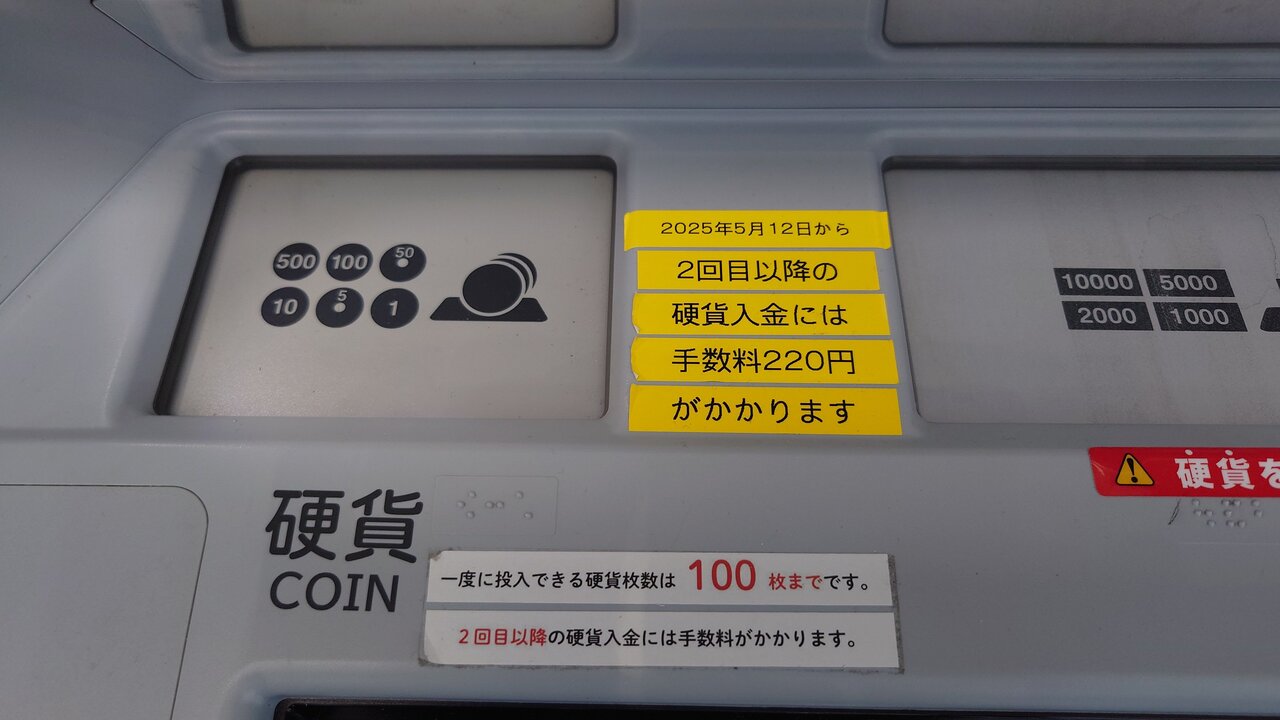 500 100 50
10 5 1
2025年5月12日から
2回目以降の
硬貨入金には
手数料220円
がかかります
10000 5000
2000 1000
硬貨を
硬貨
COIN
一度に投入できる硬貨枚数は 100 枚までです。
2回目以降の硬貨入金には手数料がかかります。